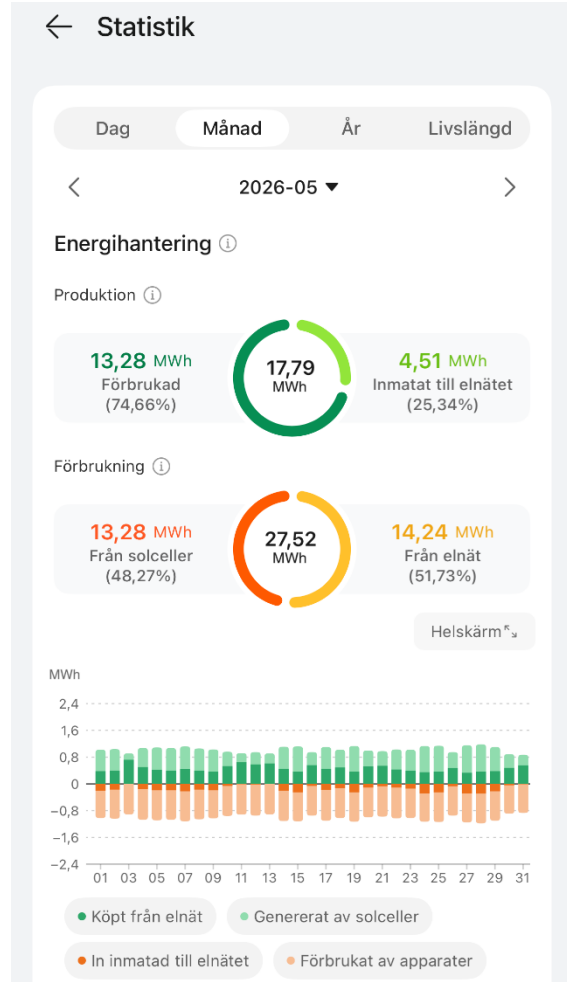 Statistik
Dag Månad År Livslängd
2026-05
Energihantering
Produktion
13,28 MWh
Förbrukad
(74,66%)
17,79
MWh
4,51 MWh
Inmatat till elnätet
(25,34%)
Förbrukning
13,28 MWh
Från solceller
(48,27%)
27,52
MWh
14,24 MWh
Från elnät
(51,73%)
Helskärm
MWh
2,4
1,6
0,8
0
−0,8
−1,6
−2,4
01 03 05 07 09 11 13 15 17 19 21 23 25 27 29 31
Köpt från elnät
Genererat av solceller
In inmatad till elnätet
Förbrukat av apparater